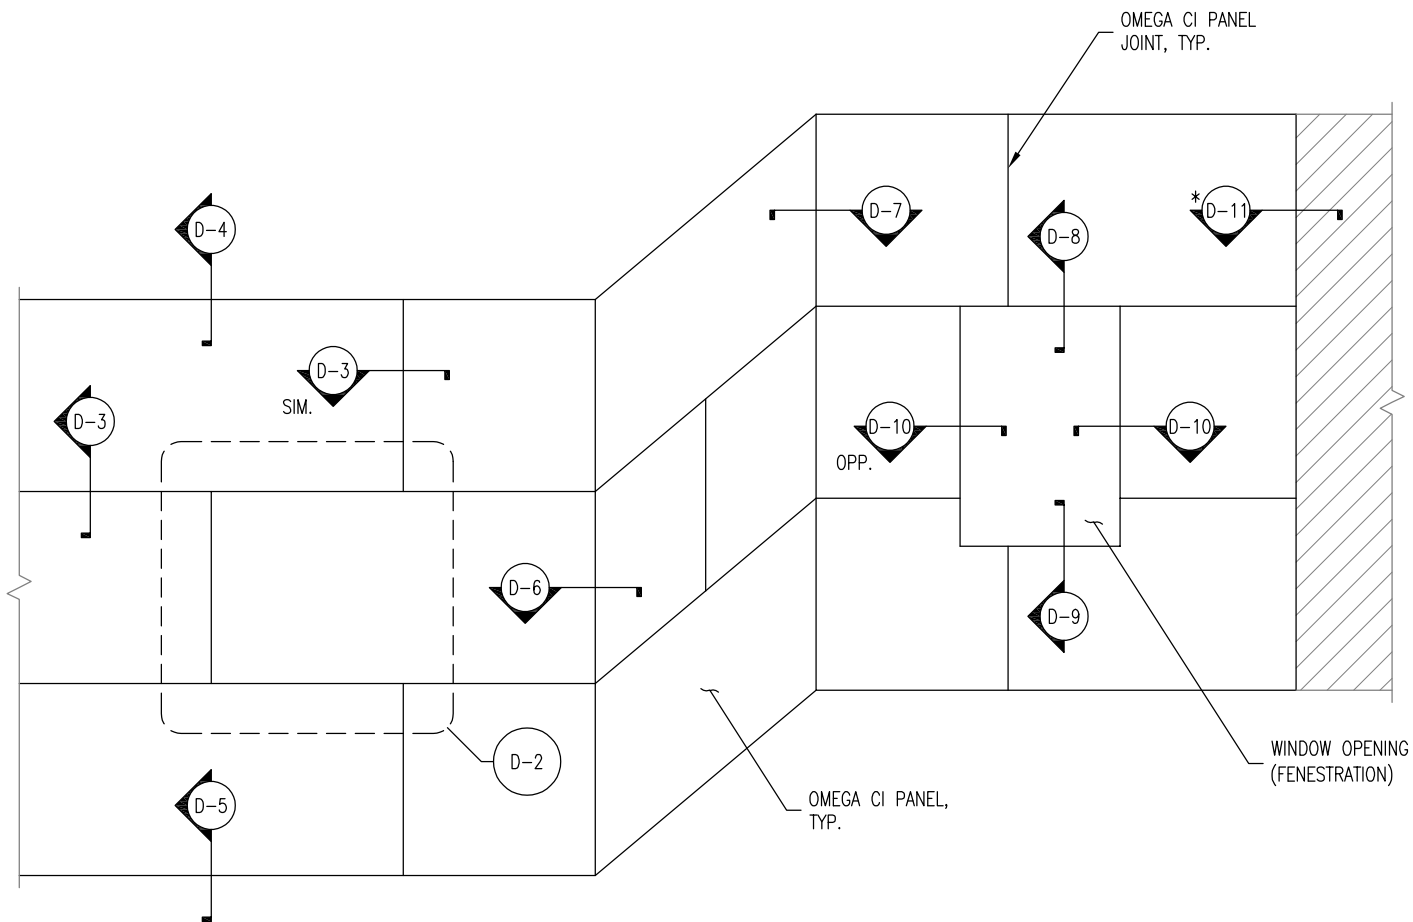 OMEGA CI PANEL
JOINT, TYP.
D-4
D-7
D-8
* D-11
D-3
SIM.
D-3
D-10
OPP.
D-10
D-6
D-9
D-2
D-5
WINDOW OPENING
(FENESTRATION)
OMEGA CI PANEL,
TYP.